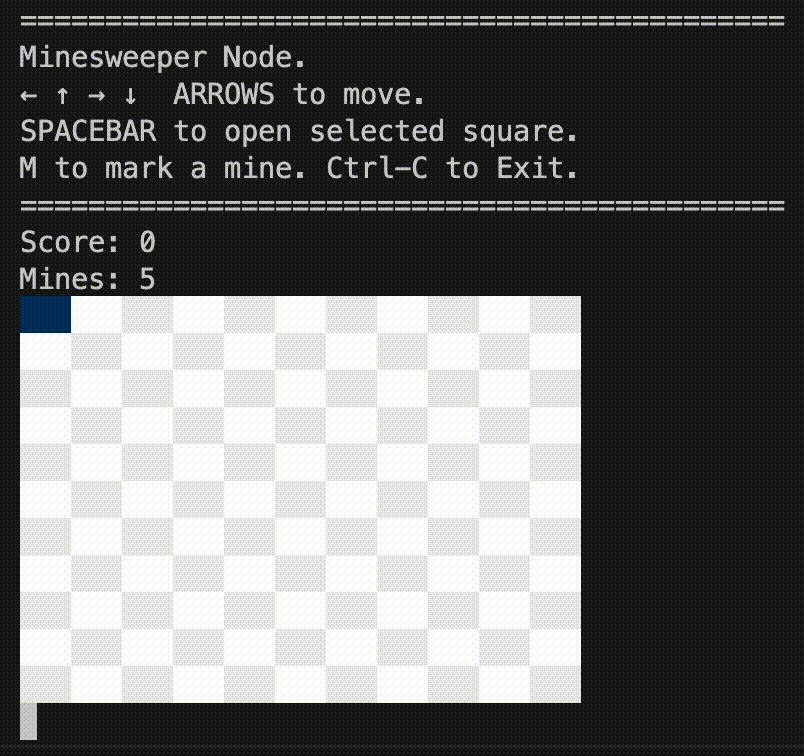 =============================================
Minesweeper Node.
← ↑ → ↓  ARROWS to move.
SPACEBAR to open selected square.
M to mark a mine. Ctrl-C to Exit.
=============================================
Score: 0
Mines: 5